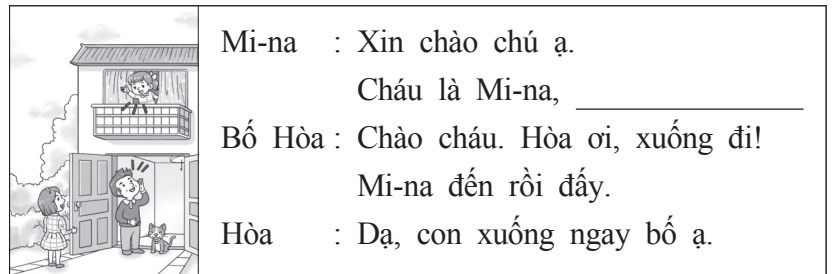 Mi-na : Xin chào chú ạ.
Cháu là Mi-na, ____________
Bố Hòa : Chào cháu. Hòa ơi, xuống đi!
Mi-na đến rồi đấy.
Hòa : Dạ, con xuống ngay bố ạ.